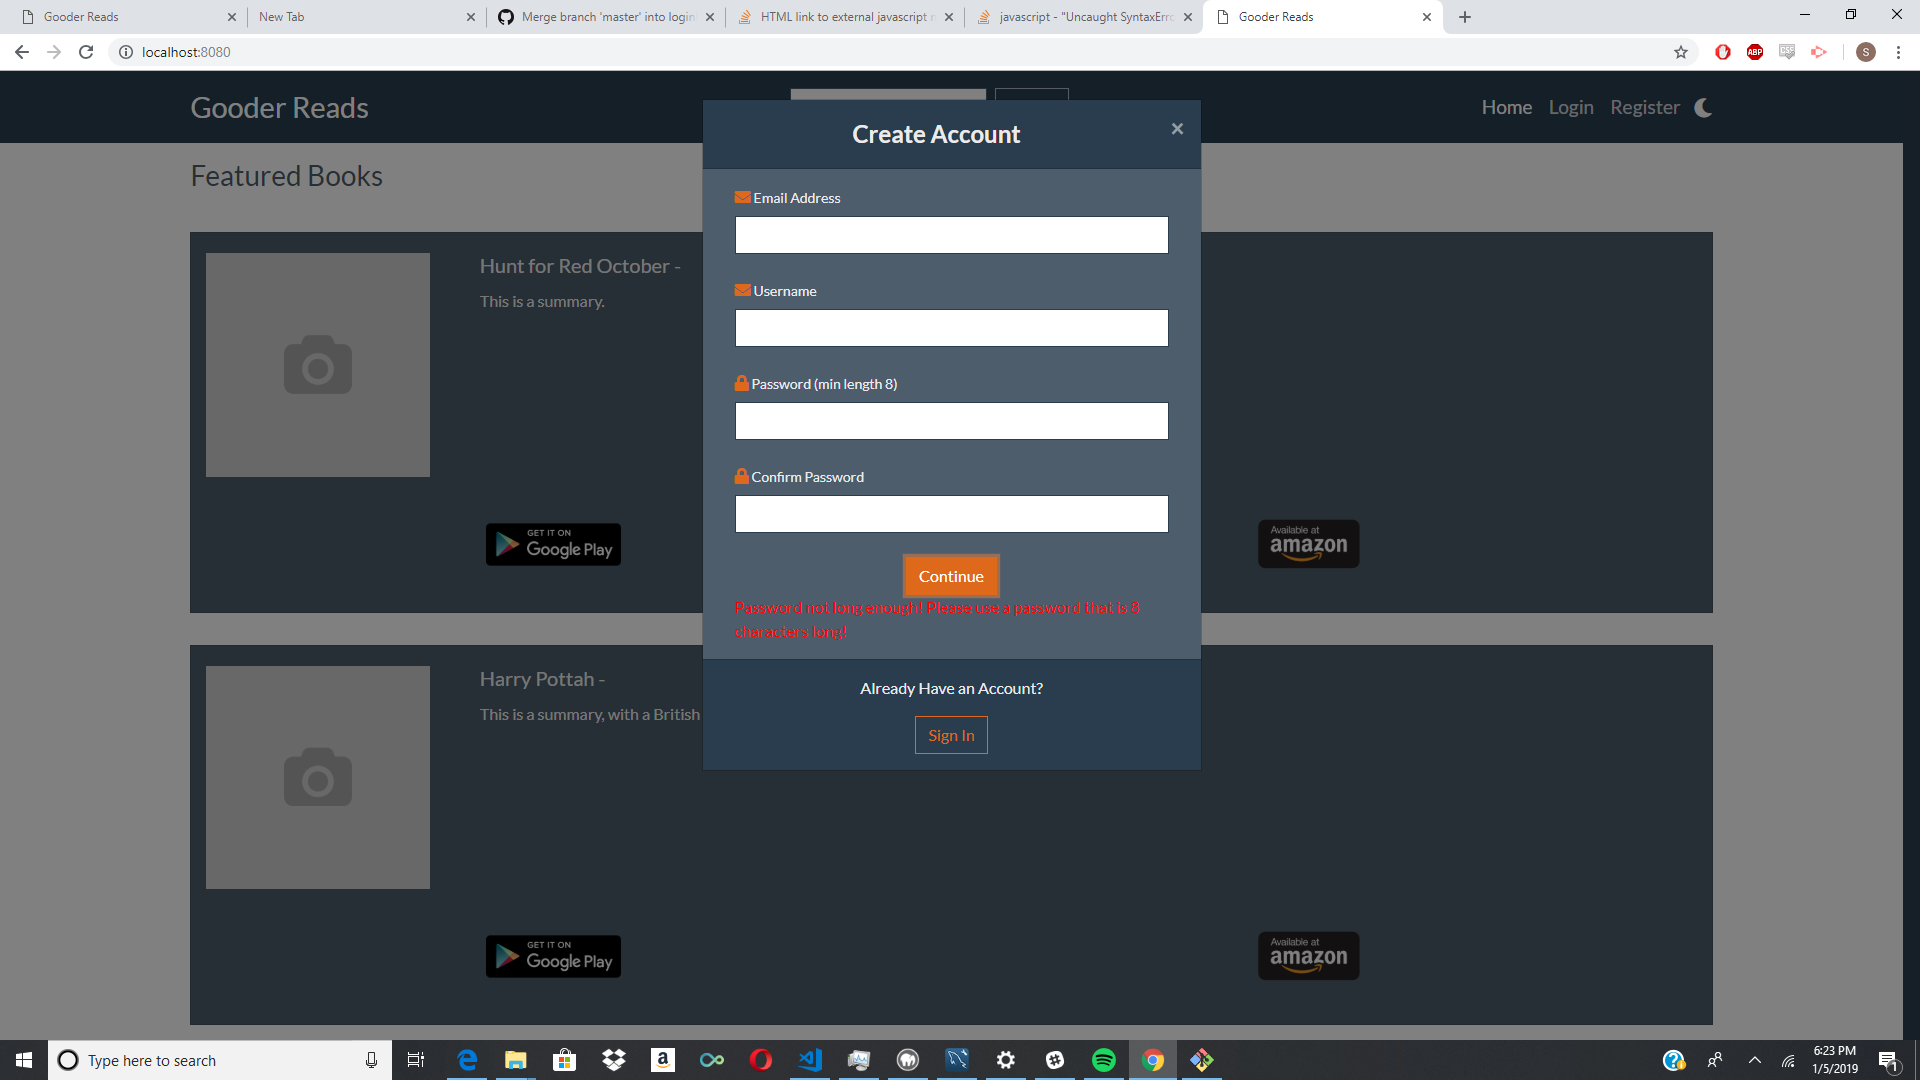 Gooder Reads
New Tab
Merge branch 'master' into login
HTML link to external javascript
javascript - "Uncaught SyntaxErro
Gooder Reads
localhost:8080
ABP
CSS
S
Gooder Reads
Home
Login
Register
Create Account
×
Featured Books
Email Address
Username
Password (min length 8)
Confirm Password
Continue
Password not long enough! Please use a password that is 8
characters long!
Already Have an Account?
Sign In
Hunt for Red October -
This is a summary.
GET IT ON
Google Play
Available at
amazon
Harry Pottah -
This is a summary, with a British
GET IT ON
Google Play
Available at
amazon
Type here to search
6:23 PM
1/5/2019
1